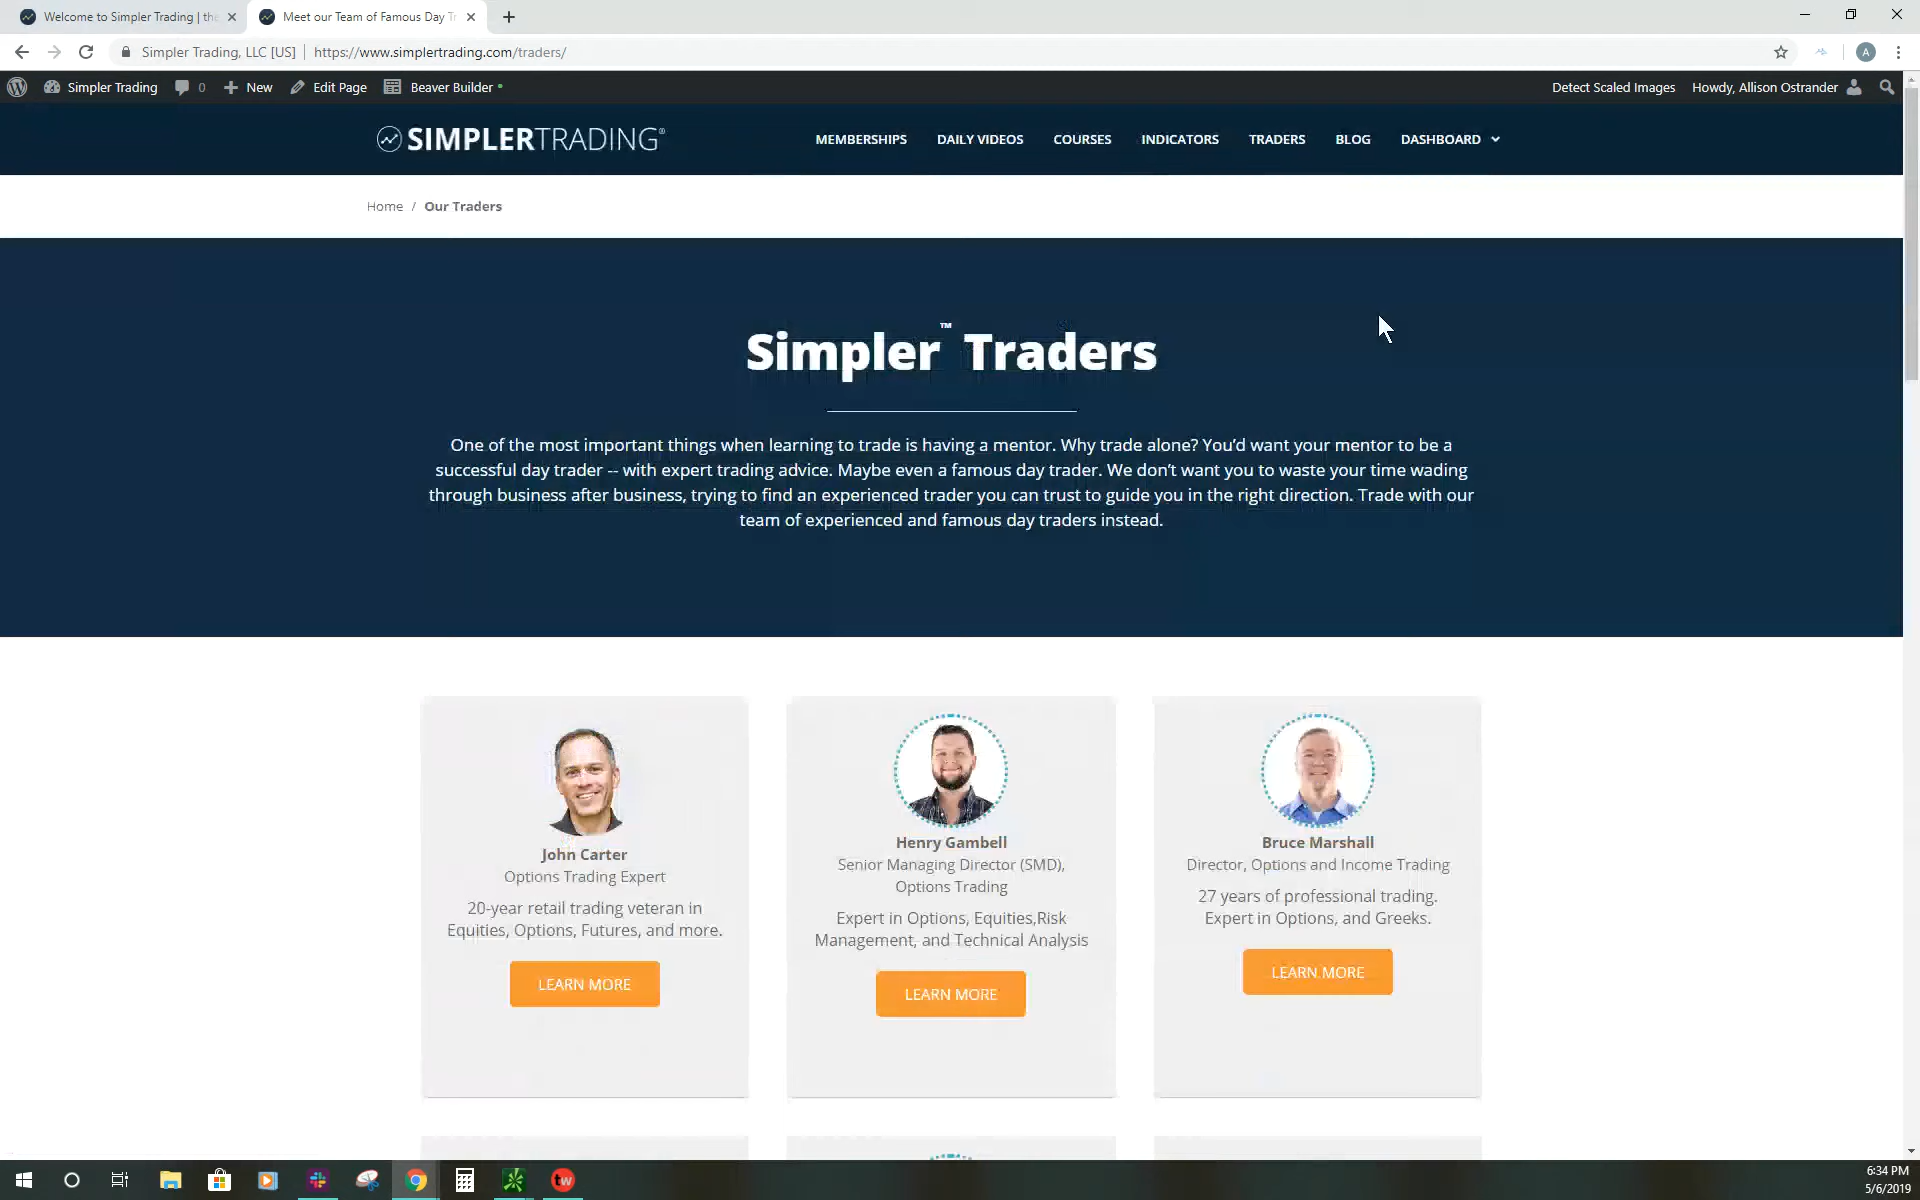 Welcome to Simpler Trading | the
Meet our Team of Famous Day Tr
Simpler Trading, LLC [US] | https://www.simplertrading.com/traders/
A
Simpler Trading 0 New Edit Page Beaver Builder Detect Scaled Images Howdy, Allison Ostrander
SIMPLERTRADING® MEMBERSHIPS DAILY VIDEOS COURSES INDICATORS TRADERS BLOG DASHBOARD
Home / Our Traders
Simpler™ Traders
One of the most important things when learning to trade is having a mentor. Why trade alone? You’d want your mentor to be a
successful day trader -- with expert trading advice. Maybe even a famous day trader. We don’t want you to waste your time wading
through business after business, trying to find an experienced trader you can trust to guide you in the right direction. Trade with our
team of experienced and famous day traders instead.
John Carter
Options Trading Expert
20-year retail trading veteran in
Equities, Options, Futures, and more.
LEARN MORE
Henry Gambell
Senior Managing Director (SMD),
Options Trading
Expert in Options, Equities,Risk
Management, and Technical Analysis
LEARN MORE
Bruce Marshall
Director, Options and Income Trading
27 years of professional trading.
Expert in Options, and Greeks.
LEARN MORE
tw
6:34 PM
5/6/2019